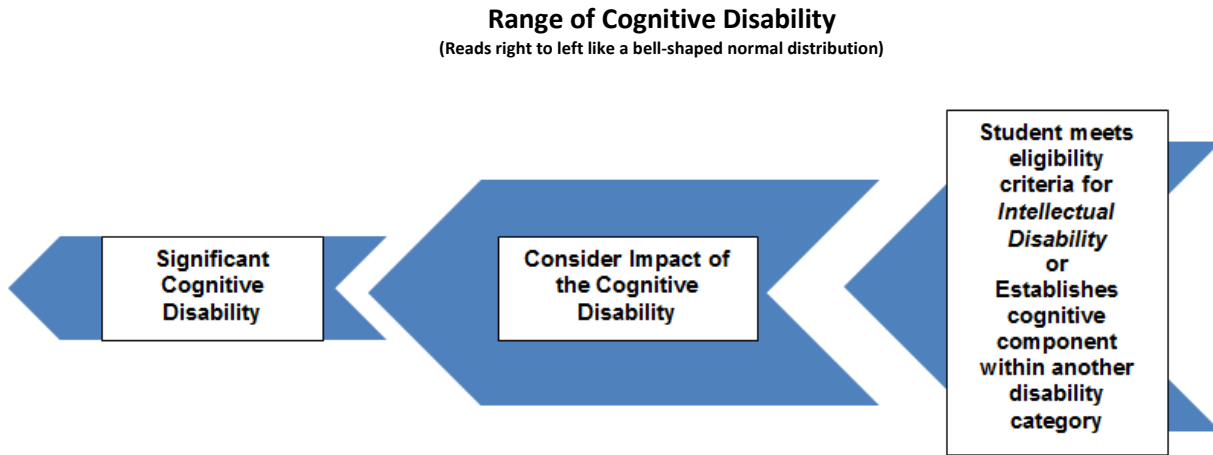 Range of Cognitive Disability
(Reads right to left like a bell-shaped normal distribution)
Significant
Cognitive
Disability
Consider Impact of
the Cognitive
Disability
Student meets
eligibility
criteria for
Intellectual
Disability
or
Establishes
cognitive
component
within another
disability
category